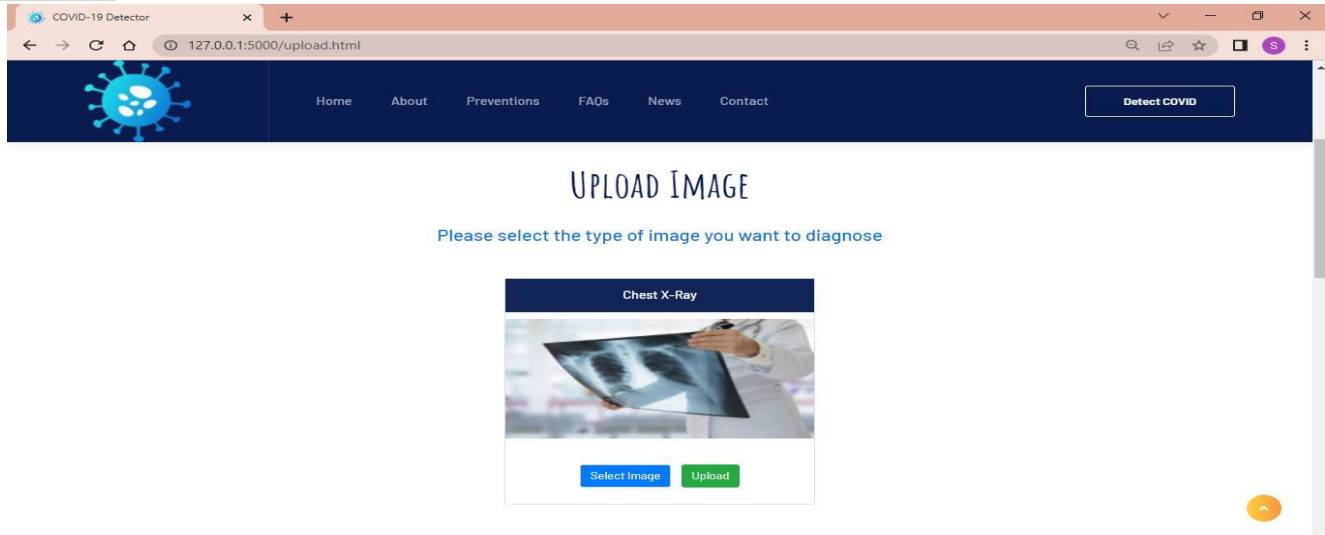 COVID-19 Detector
127.0.0.1:5000/upload.html
S
Home About Preventions FAQs News Contact Detect COVID
Upload Image
Please select the type of image you want to diagnose
Chest X-Ray
Select Image Upload